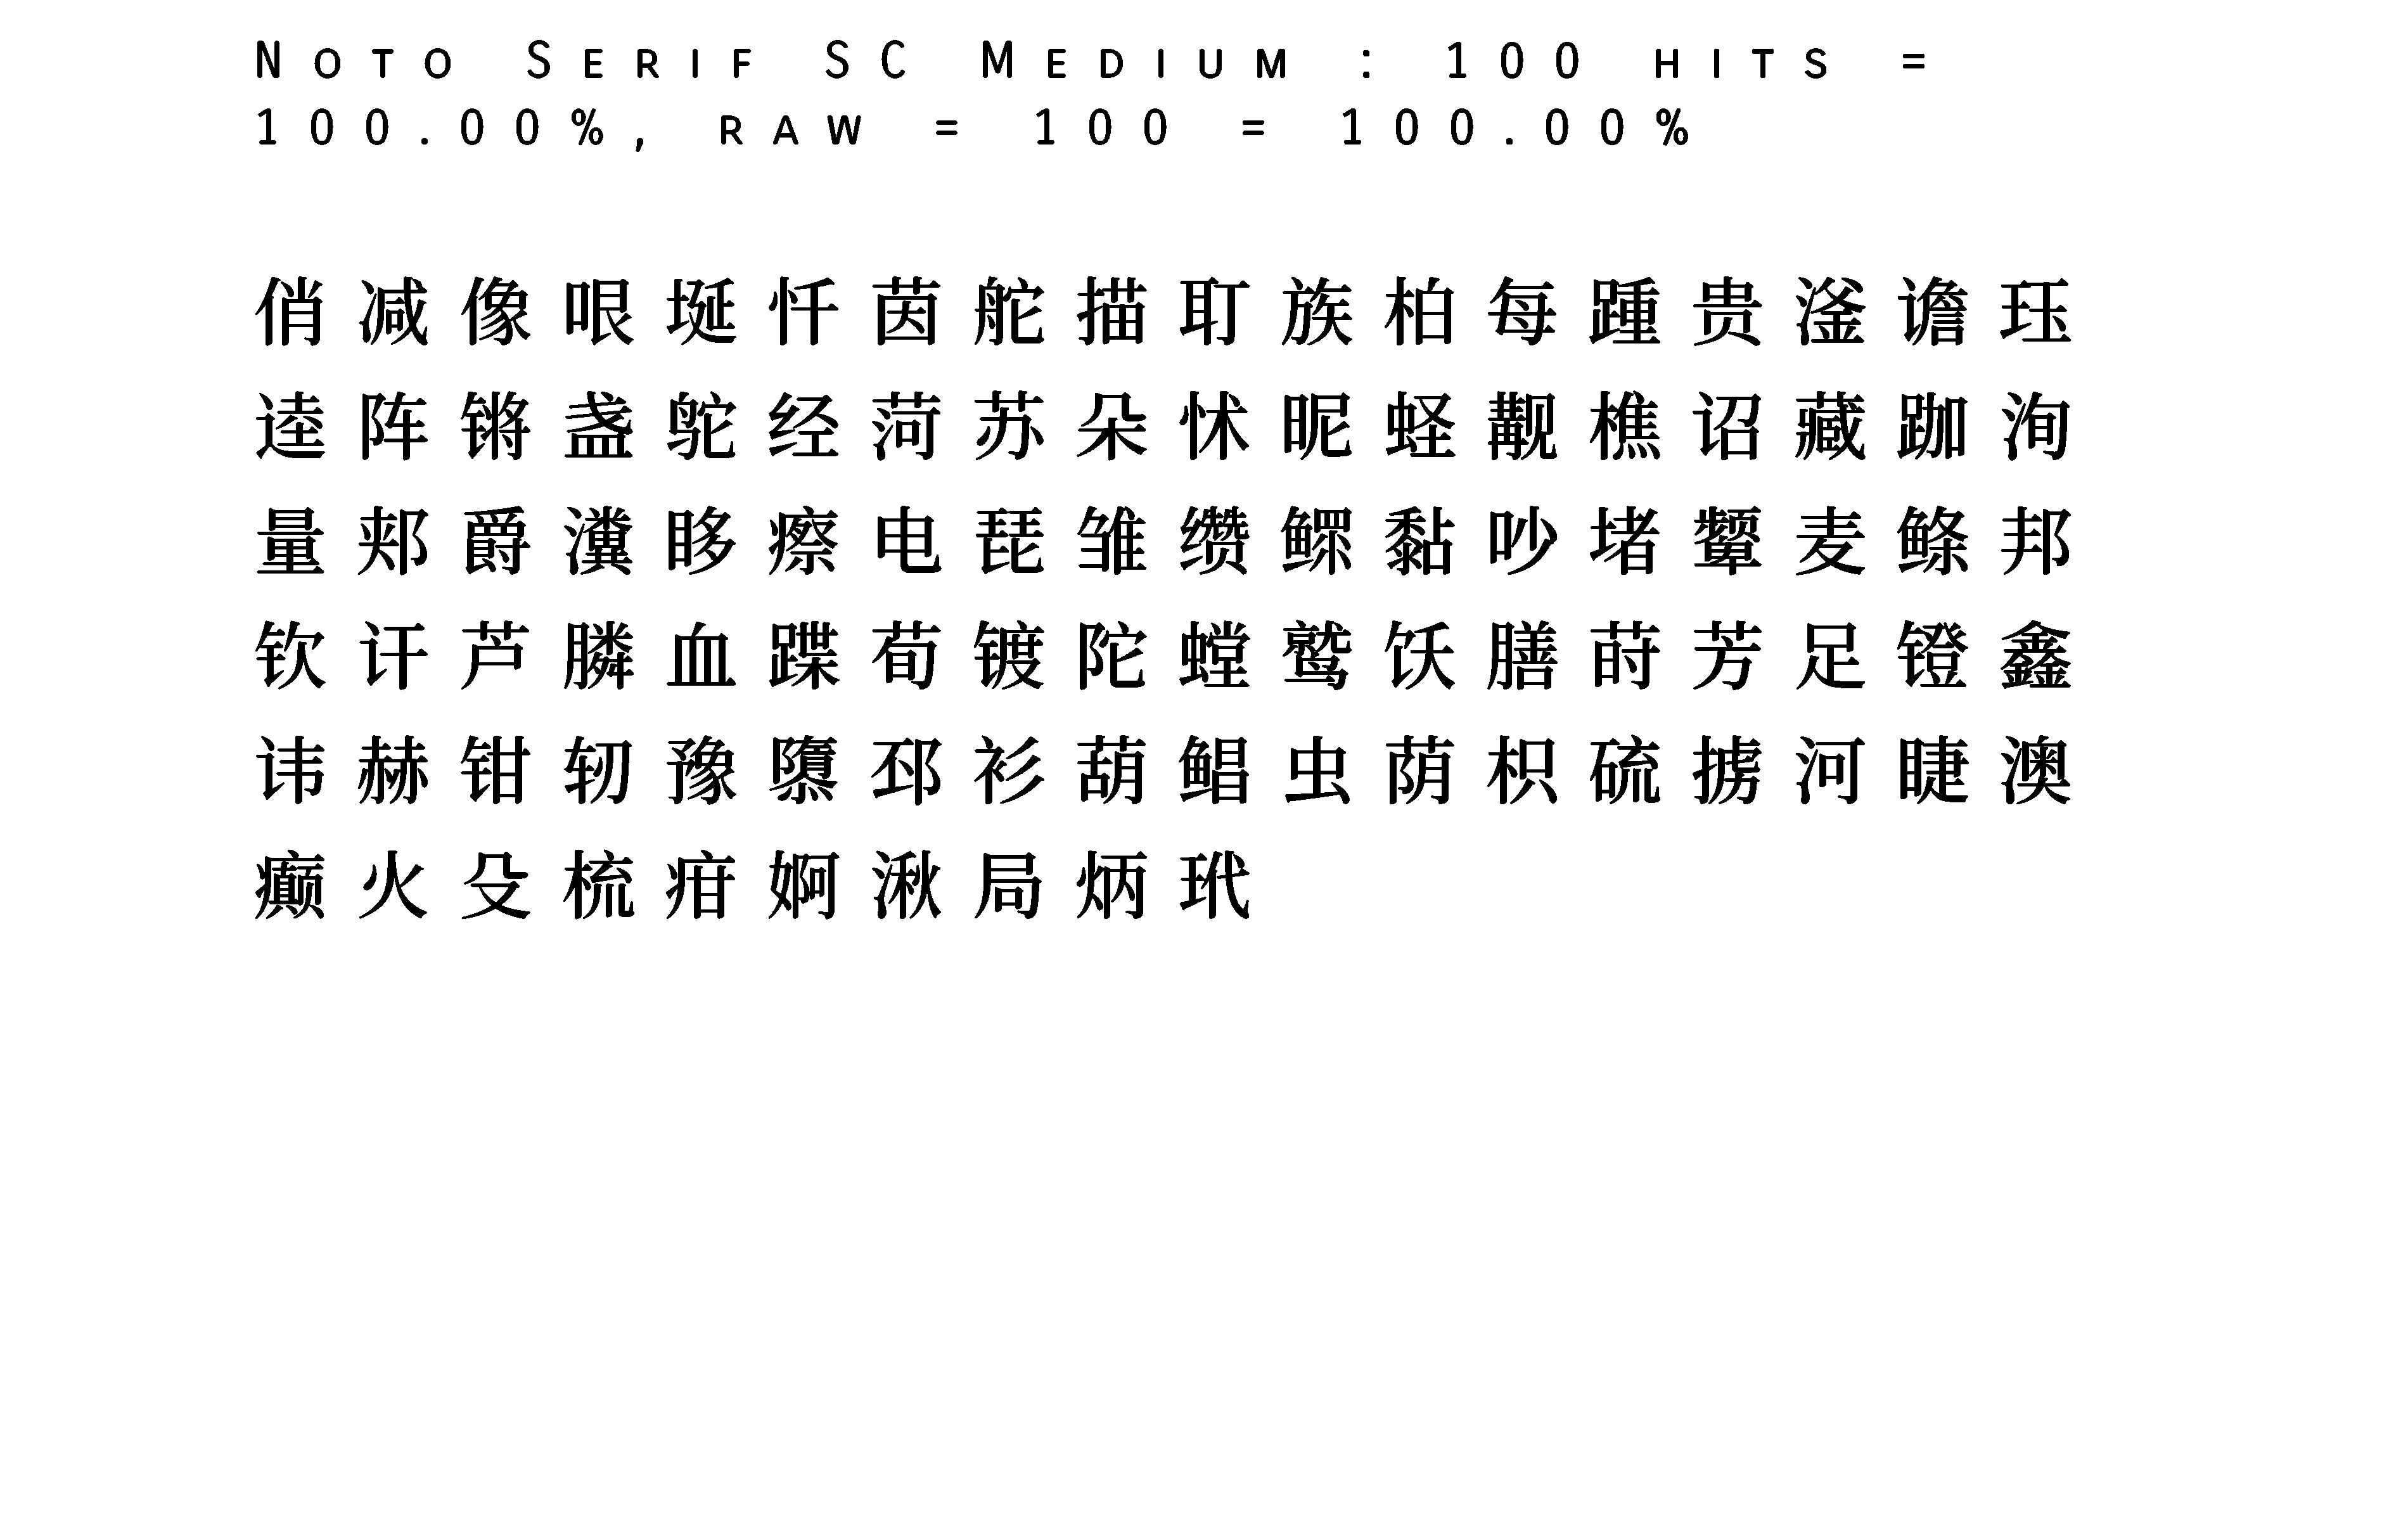 Noto Serif SC Medium : 100 hits =
100.00%, raw = 100 = 100.00%
俏减像哏埏忏茵舵描耵族柏每踵贵滏谵珏
逵阵锵盏鸵经菏苏朵怵昵蛏觏樵诏藏跏洵
量郏爵瀵眵瘵电琵雏缵鳏黏吵堵颦麦鲦邦
钦讦芦膦血蹀荀镀陀螳鹫饫膳莳芳足镫鑫
讳赫钳轫豫隳邳衫葫鲳虫荫枳硫掳河睫澳
癫火殳梳疳婀湫局炳玳